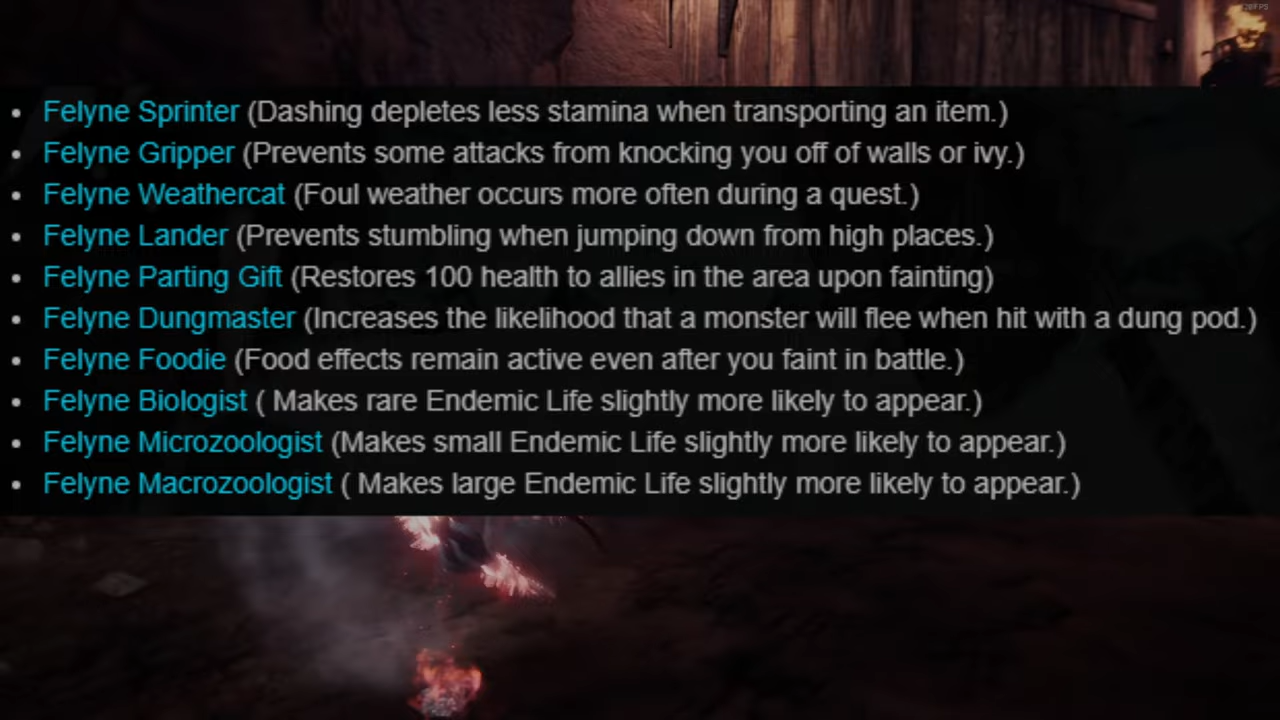 • Felyne Sprinter (Dashing depletes less stamina when transporting an item.)
• Felyne Gripper (Prevents some attacks from knocking you off of walls or ivy.)
• Felyne Weathercat (Foul weather occurs more often during a quest.)
• Felyne Lander (Prevents stumbling when jumping down from high places.)
• Felyne Parting Gift (Restores 100 health to allies in the area upon fainting)
• Felyne Dungmaster (Increases the likelihood that a monster will flee when hit with a dung pod.)
• Felyne Foodie (Food effects remain active even after you faint in battle.)
• Felyne Biologist ( Makes rare Endemic Life slightly more likely to appear.)
• Felyne Microzoologist (Makes small Endemic Life slightly more likely to appear.)
• Felyne Macrozoologist ( Makes large Endemic Life slightly more likely to appear.)